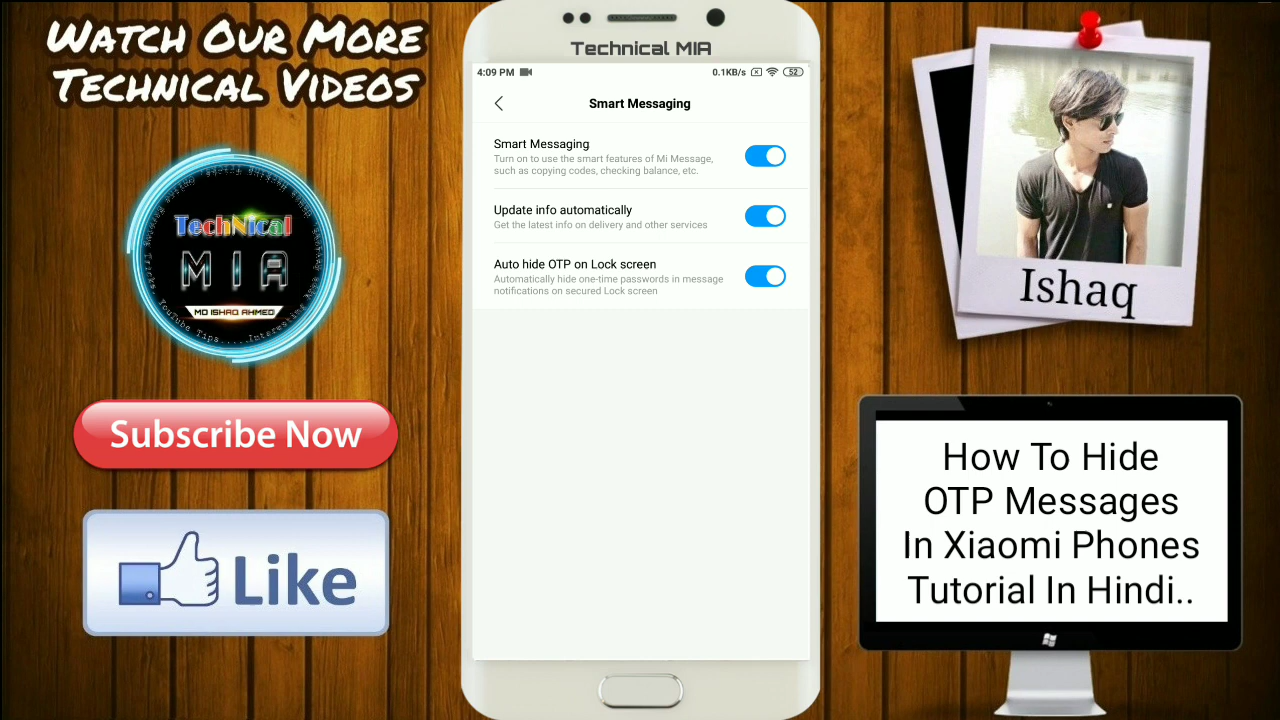 Watch Our More
Technical Videos
TechNical
MIA
MD ISHAQ AHMED
YouTube Tips.....Interesting
Subscribe Now
Like
Technical MIA
4:09 PM
0.1KB/s
52
Smart Messaging
Smart Messaging
Turn on to use the smart features of Mi Message,
such as copying codes, checking balance, etc.
Update info automatically
Get the latest info on delivery and other services
Auto hide OTP on Lock screen
Automatically hide one-time passwords in message
notifications on secured Lock screen
Ishaq
How To Hide
OTP Messages
In Xiaomi Phones
Tutorial In Hindi..